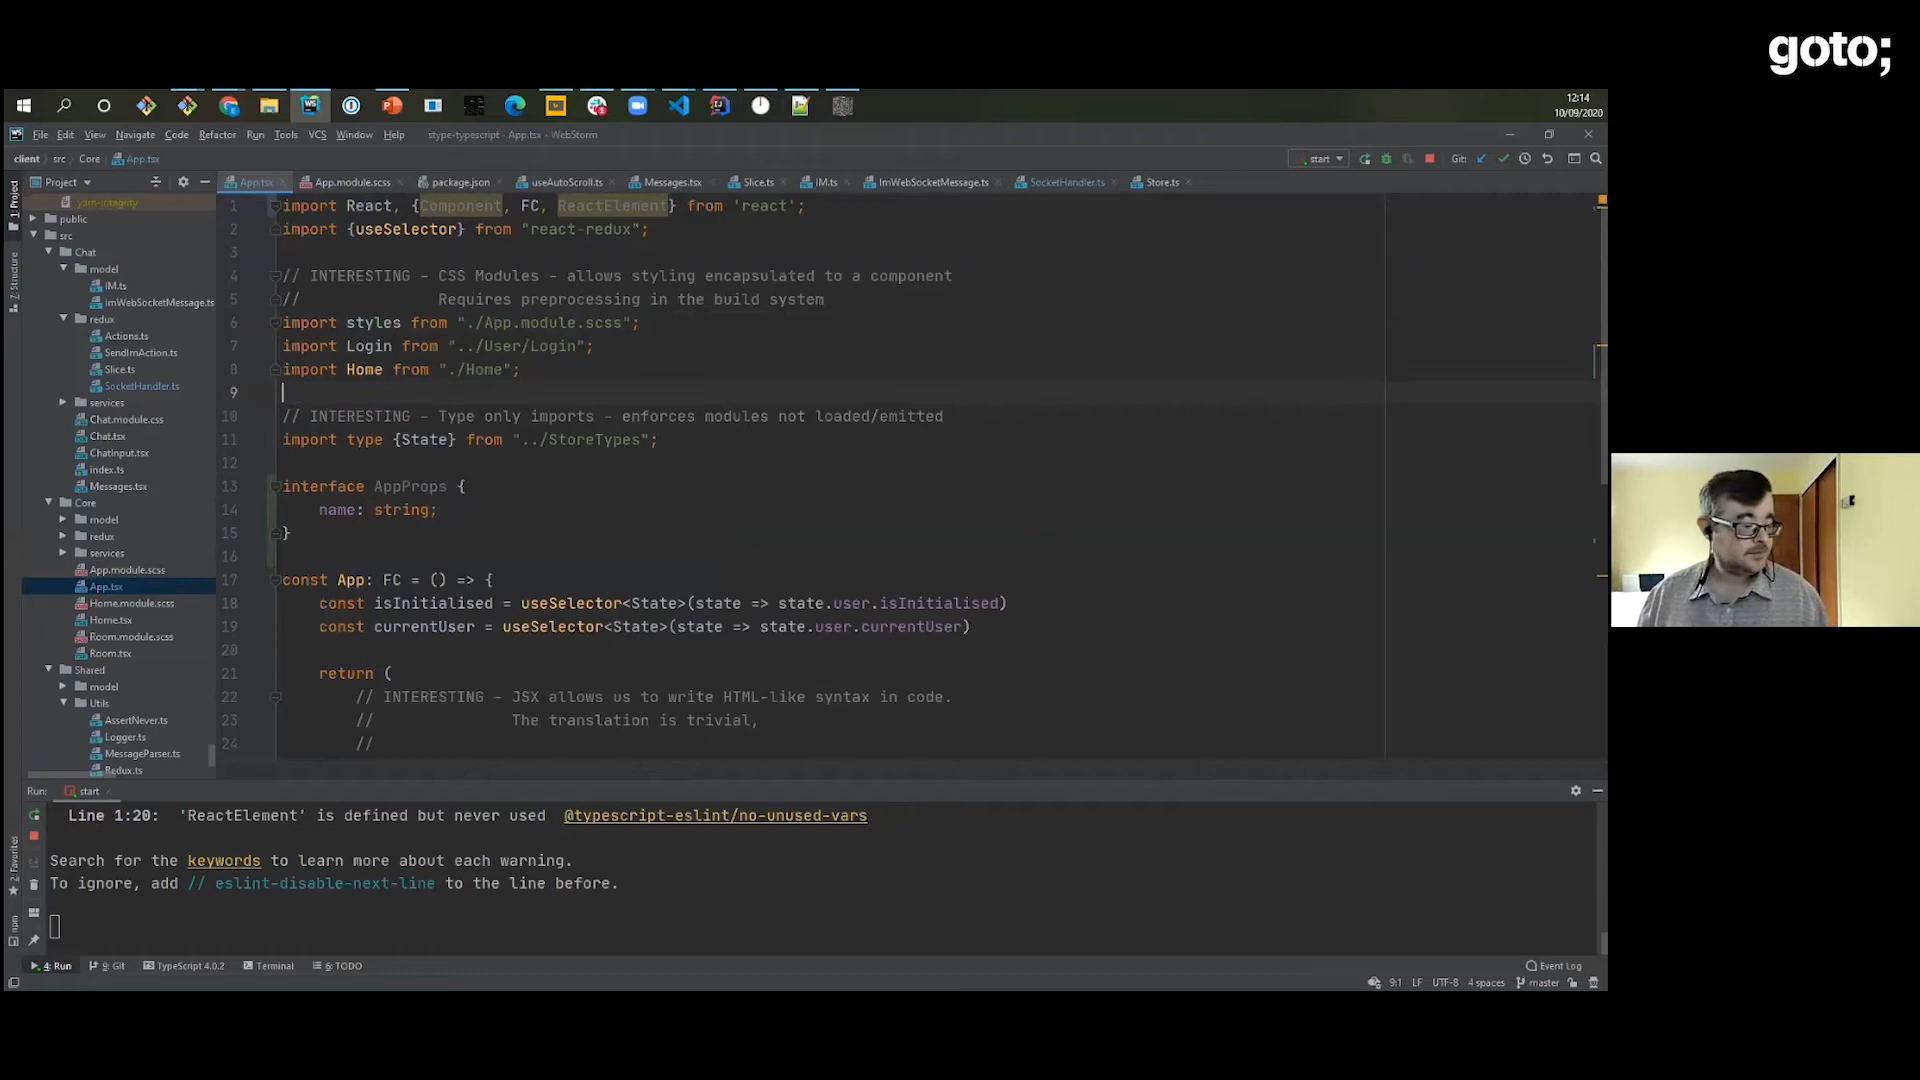 goto;
12:14
10/09/2020
File Edit View Navigate Code Refactor Run Tools VCS Window Help stype-typescript - App.tsx - WebStorm
client src Core App.tsx
start Git:
Project
App.tsx App.module.scss package.json useAutoScroll.ts Messages.tsx Slice.ts IM.ts ImWebSocketMessage.ts SocketHandler.ts Store.ts
1: Project
7: Structure
2: Favorites
npm
.yarn-integrity
public
src
Chat
model
IM.ts
imWebSocketMessage.ts
redux
Actions.ts
SendImAction.ts
Slice.ts
SocketHandler.ts
services
Chat.module.css
Chat.tsx
ChatInput.tsx
index.ts
Messages.tsx
Core
model
redux
services
App.module.scss
App.tsx
Home.module.scss
Home.tsx
Room.module.scss
Room.tsx
Shared
model
Utils
AssertNever.ts
Logger.ts
MessageParser.ts
Redux.ts
1 import React, {Component, FC, ReactElement} from 'react';
2 import {useSelector} from "react-redux";
3
4 // INTERESTING - CSS Modules - allows styling encapsulated to a component
5 // Requires preprocessing in the build system
6 import styles from "./App.module.scss";
7 import Login from "../User/Login";
8 import Home from "./Home";
9
10 // INTERESTING - Type only imports - enforces modules not loaded/emitted
11 import type {State} from "../StoreTypes";
12
13 interface AppProps {
14 name: string;
15 }
16
17 const App: FC = () => {
18 const isInitialised = useSelector<State>(state => state.user.isInitialised)
19 const currentUser = useSelector<State>(state => state.user.currentUser)
20
21 return (
22 // INTERESTING - JSX allows us to write HTML-like syntax in code.
23 // The translation is trivial,
24 //
Run: start
Line 1:20: 'ReactElement' is defined but never used @typescript-eslint/no-unused-vars
Search for the keywords to learn more about each warning.
To ignore, add // eslint-disable-next-line to the line before.
4: Run 9: Git TypeScript 4.0.2 Terminal 6: TODO Event Log
9:1 LF UTF-8 4 spaces master